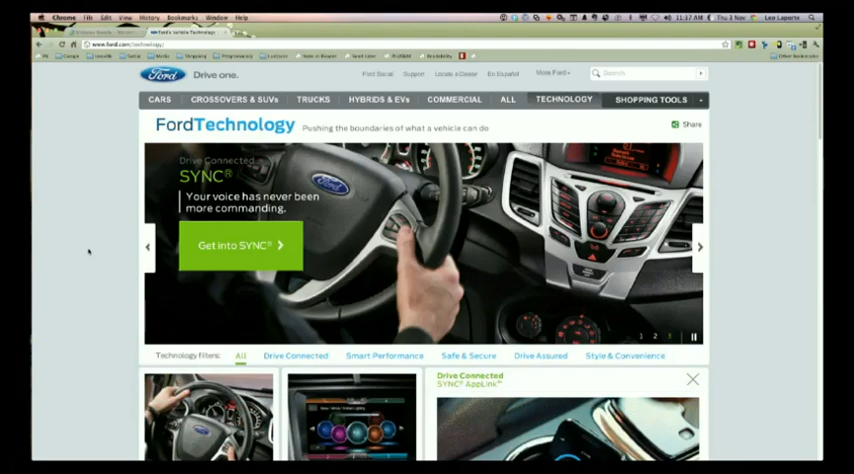 Chrome File Edit View History Bookmarks Window Help
11:37 AM Thu 3 Nov Leo Laporte
Ford's Vehicle Technology
www.ford.com/technology/
Other Bookmarks
Ford
Drive one.
Ford Social Support Locate a Dealer En Español More Ford
Search
CARS CROSSOVERS & SUVs TRUCKS HYBRIDS & EVs COMMERCIAL ALL TECHNOLOGY SHOPPING TOOLS
FordTechnology Pushing the boundaries of what a vehicle can do
Share
Drive Connected
SYNC®
Your voice has never been
more commanding.
Get into SYNC®
Ford
1 2 3
Technology filters: All Drive Connected Smart Performance Safe & Secure Drive Assured Style & Convenience
Drive Connected
SYNC® AppLink™